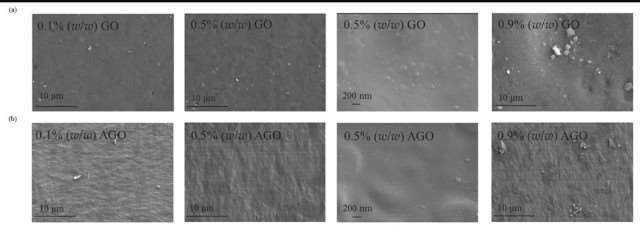 (a)
0.1% (w/w) GO
0.5% (w/w) GO
0.5% (w/w) GO
0.9% (w/w) GO
10 μm
10 μm
200 nm
10 μm
(b)
0.1% (w/w) AGO
0.5% (w/w) AGO
0.5% (w/w) AGO
0.9% (w/w) AGO
10 μm
10 μm
200 nm
10 μm